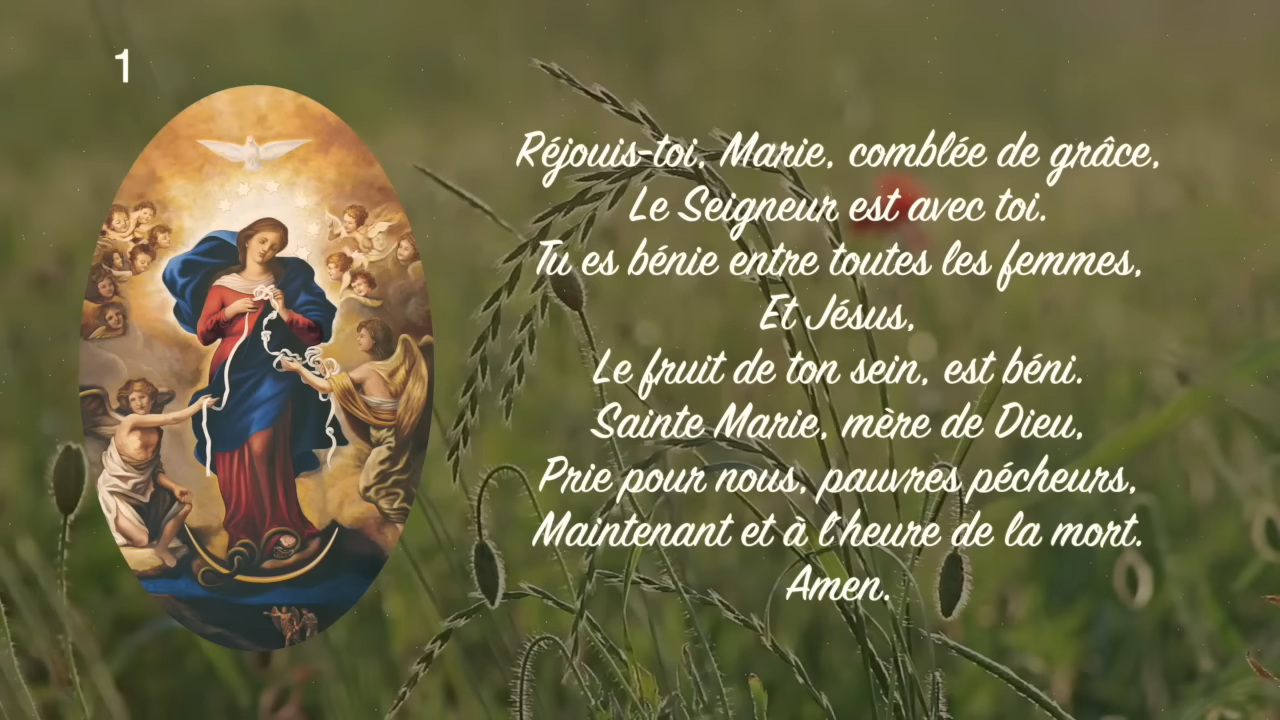 1
Réjouis-toi, Marie, comblée de grâce,
Le Seigneur est avec toi.
Tu es bénie entre toutes les femmes,
Et Jésus,
Le fruit de ton sein, est béni.
Sainte Marie, mère de Dieu,
Prie pour nous, pauvres pécheurs,
Maintenant et à l'heure de la mort.
Amen.